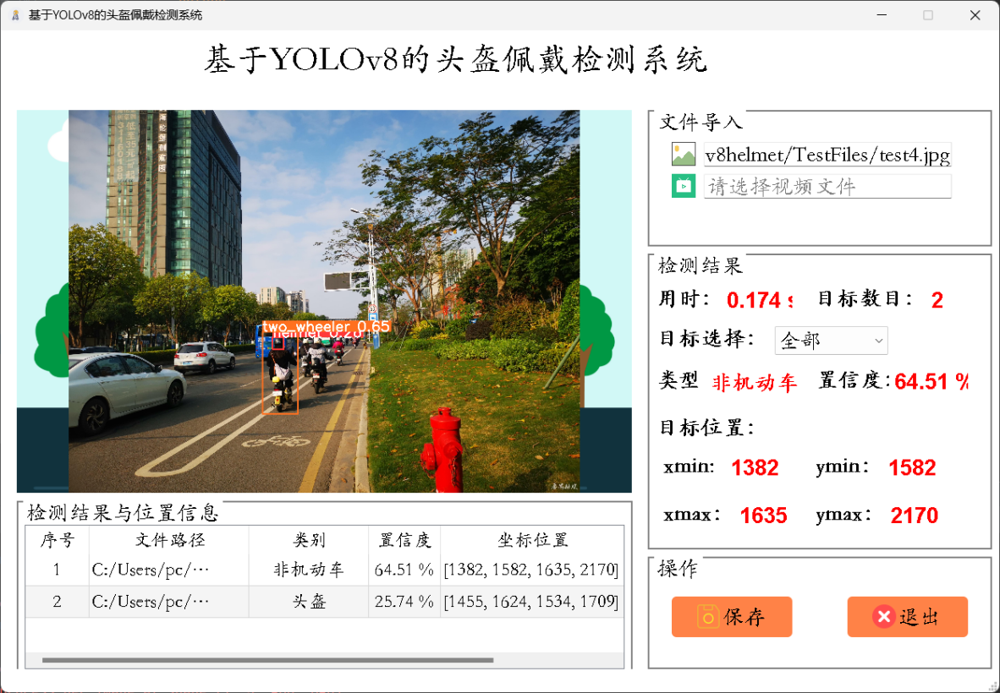 基于YOLOv8的头盔佩戴检测系统
基于YOLOv8的头盔佩戴检测系统
two_wheeler 0.65
helmet 0.26
文件导入
v8helmet/TestFiles/test4.jpg
请选择视频文件
检测结果
用时: 0.174 s 目标数目: 2
目标选择: 全部
类型 非机动车 置信度: 64.51 %
目标位置:
xmin: 1382 ymin: 1582
xmax: 1635 ymax: 2170
检测结果与位置信息
序号 文件路径 类别 置信度 坐标位置
1 C:/Users/pc/… 非机动车 64.51 % [1382, 1582, 1635, 2170]
2 C:/Users/pc/… 头盔 25.74 % [1455, 1624, 1534, 1709]
操作
保存 退出